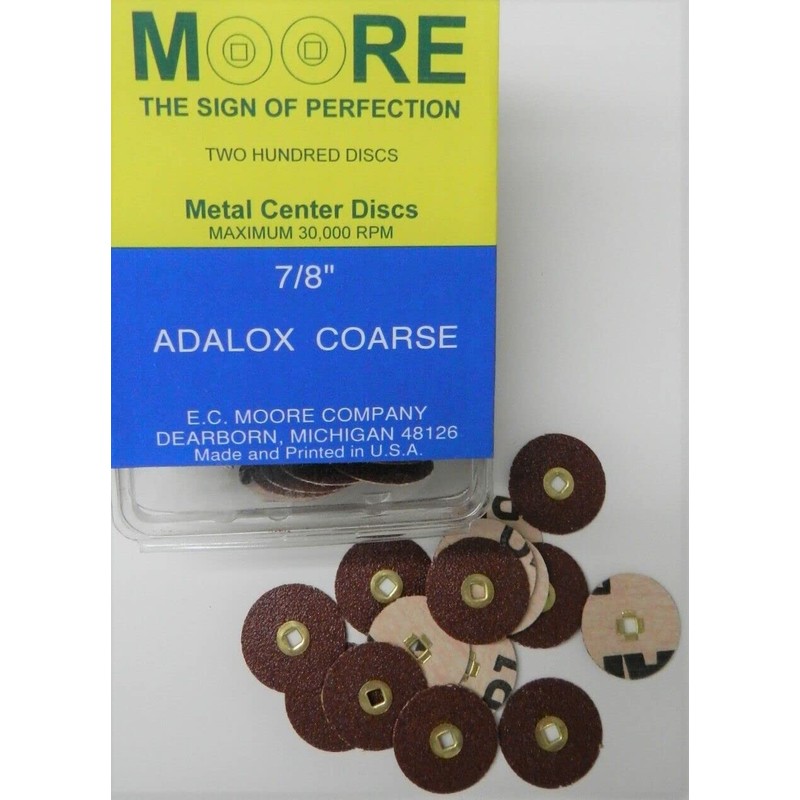 MOORE
THE SIGN OF PERFECTION
TWO HUNDRED DISCS
Metal Center Discs
MAXIMUM 30,000 RPM
7/8"
ADALOX COARSE
E.C. MOORE COMPANY
DEARBORN, MICHIGAN 48126
Made and Printed in U.S.A.